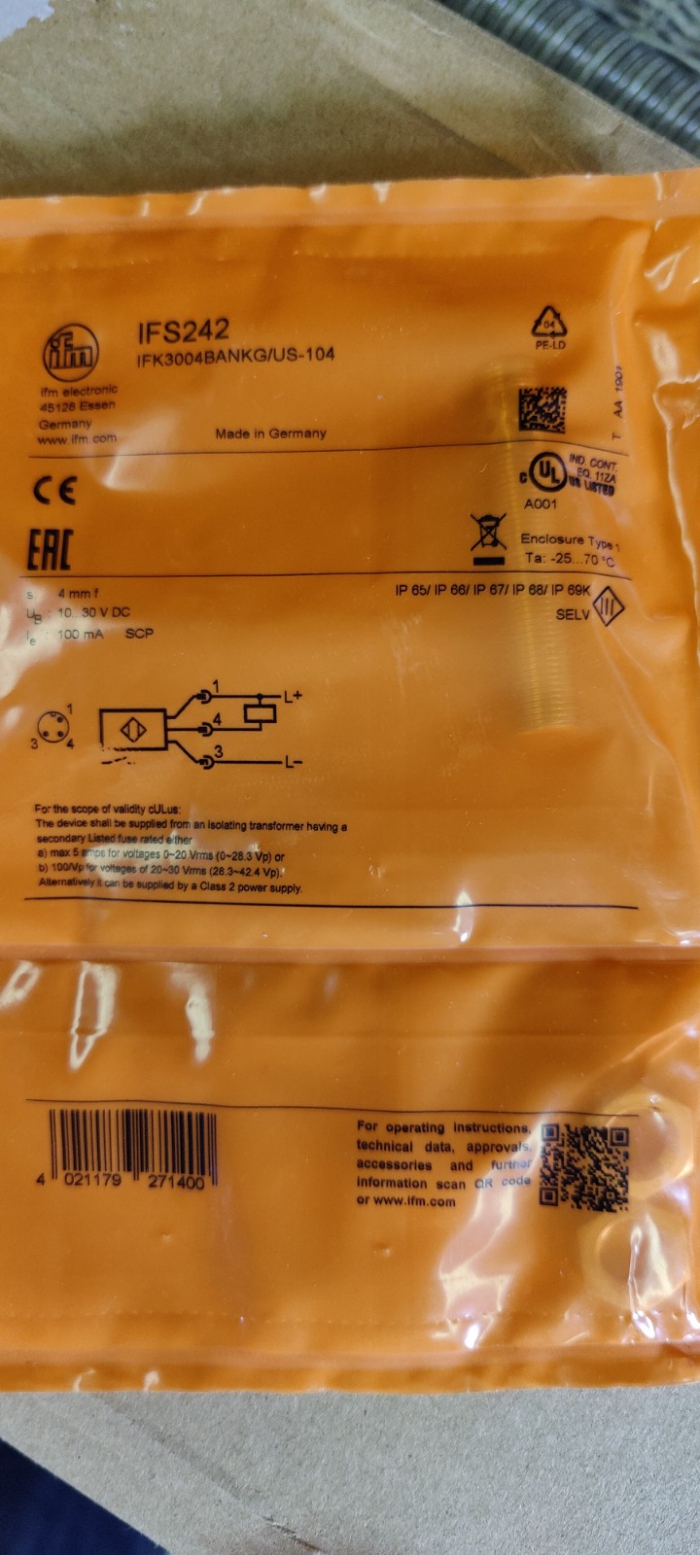 ifm
IFS242
IFK3004BANKG/US-104
04
PE-LD
ifm electronic
45128 Essen
Germany
www.ifm.com
Made in Germany
T AA
CE
c UL US LISTED
IND. CONT.
EQ. 11ZA
A001
EAC
Enclosure Type 1
Ta: -25...70 °C
s : 4 mm f
UB : 10...30 V DC
Ie : 100 mA SCP
IP 65/ IP 66/ IP 67/ IP 68/ IP 69K
SELV
1
3 4
1 L+
4
3 L-
For the scope of validity cULus:
The device shall be supplied from an isolating transformer having a
secondary Listed fuse rated either
a) max 5 amps for voltages 0~20 Vrms (0~28.3 Vp) or
b) 100/Vp for voltages of 20~30 Vrms (28.3~42.4 Vp).
Alternatively it can be supplied by a Class 2 power supply.
4 021179 271400
For operating instructions,
technical data, approvals,
accessories and further
information scan QR code
or www.ifm.com